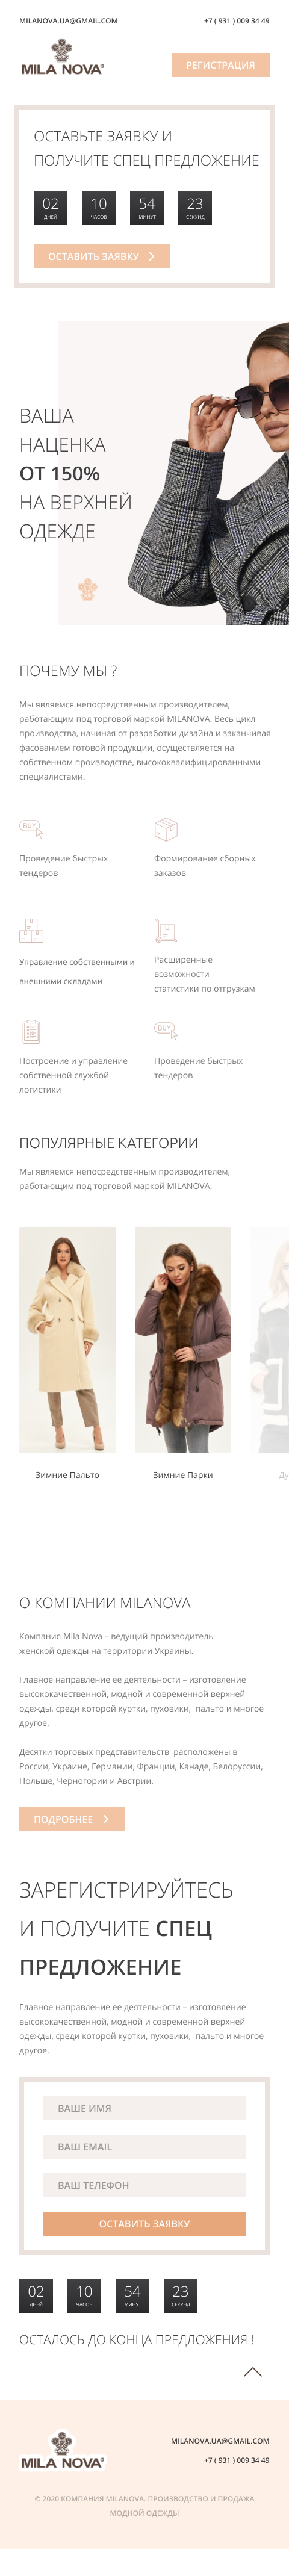 MILANOVA.UA@GMAIL.COM
+7 ( 931 ) 009 34 49
MILA NOVA®
РЕГИСТРАЦИЯ
ОСТАВЬТЕ ЗАЯВКУ И
ПОЛУЧИТЕ СПЕЦ ПРЕДЛОЖЕНИЕ
02 10 54 23
ДНЕЙ ЧАСОВ МИНУТ СЕКУНД
ОСТАВИТЬ ЗАЯВКУ
ВАША
НАЦЕНКА
ОТ 150%
НА ВЕРХНЕЙ
ОДЕЖДЕ
ПОЧЕМУ МЫ ?
Мы являемся непосредственным производителем,
работающим под торговой маркой MILANOVA. Весь цикл
производства, начиная от разработки дизайна и заканчивая
фасованием готовой продукции, осуществляется на
собственном производстве, высококвалифицированными
специалистами.
BUY
Проведение быстрых
тендеров
Формирование сборных
заказов
Управление собственными и
внешними складами
Расширенные
возможности
статистики по отгрузкам
Построение и управление
собственной службой
логистики
BUY
Проведение быстрых
тендеров
ПОПУЛЯРНЫЕ КАТЕГОРИИ
Мы являемся непосредственным производителем,
работающим под торговой маркой MILANOVA.
Зимние Пальто
Зимние Парки
Ду
О КОМПАНИИ MILANOVA
Компания Mila Nova – ведущий производитель
женской одежды на территории Украины.
Главное направление ее деятельности – изготовление
высококачественной, модной и современной верхней
одежды, среди которой куртки, пуховики, пальто и многое
другое.
Десятки торговых представительств расположены в
России, Украине, Германии, Франции, Канаде, Белоруссии,
Польше, Черногории и Австрии.
ПОДРОБНЕЕ
ЗАРЕГИСТРИРУЙТЕСЬ
И ПОЛУЧИТЕ СПЕЦ
ПРЕДЛОЖЕНИЕ
Главное направление ее деятельности – изготовление
высококачественной, модной и современной верхней
одежды, среди которой куртки, пуховики, пальто и многое
другое.
ВАШЕ ИМЯ
ВАШ EMAIL
ВАШ ТЕЛЕФОН
ОСТАВИТЬ ЗАЯВКУ
02 10 54 23
ДНЕЙ ЧАСОВ МИНУТ СЕКУНД
ОСТАЛОСЬ ДО КОНЦА ПРЕДЛОЖЕНИЯ !
MILA NOVA®
MILANOVA.UA@GMAIL.COM
+7 ( 931 ) 009 34 49
© 2020 КОМПАНИЯ MILANOVA. ПРОИЗВОДСТВО И ПРОДАЖА
МОДНОЙ ОДЕЖДЫ